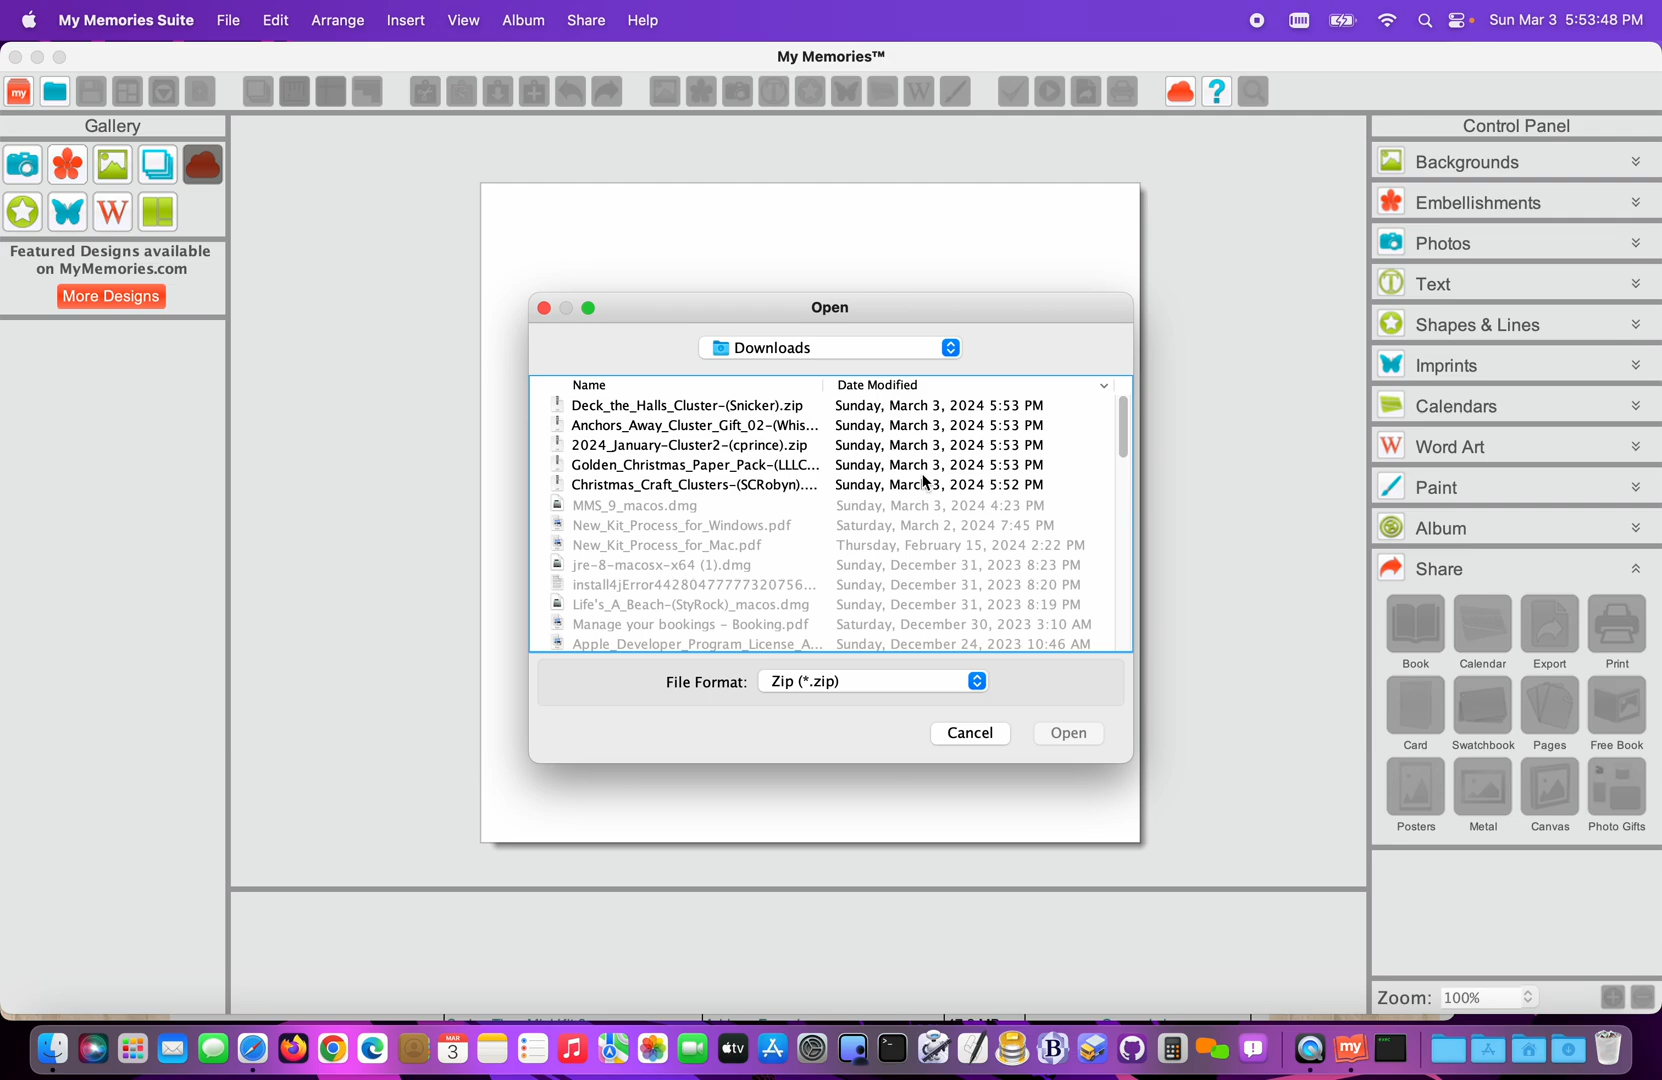 My Memories Suite File Edit Arrange Insert View Album Share Help Sun Mar 3 5:53:48 PM
My Memories™
my
Gallery
Control Panel
Featured Designs available
on MyMemories.com
More Designs
Backgrounds
Embellishments
Photos
Text
Shapes & Lines
Imprints
Calendars
W Word Art
Paint
Album
Share
Book Calendar Export Print
Card Swatchbook Pages Free Book
Posters Metal Canvas Photo Gifts
Zoom: 100%
Open
Downloads
Name Date Modified
Deck_the_Halls_Cluster-(Snicker).zip Sunday, March 3, 2024 5:53 PM
Anchors_Away_Cluster_Gift_02-(Whis... Sunday, March 3, 2024 5:53 PM
2024_January-Cluster2-(cprince).zip Sunday, March 3, 2024 5:53 PM
Golden_Christmas_Paper_Pack-(LLLC... Sunday, March 3, 2024 5:53 PM
Christmas_Craft_Clusters-(SCRobyn).... Sunday, March 3, 2024 5:52 PM
MMS_9_macos.dmg Sunday, March 3, 2024 4:23 PM
New_Kit_Process_for_Windows.pdf Saturday, March 2, 2024 7:45 PM
New_Kit_Process_for_Mac.pdf Thursday, February 15, 2024 2:22 PM
jre-8-macosx-x64 (1).dmg Sunday, December 31, 2023 8:23 PM
install4jError44280477777320756... Sunday, December 31, 2023 8:20 PM
Life's_A_Beach-(StyRock)_macos.dmg Sunday, December 31, 2023 8:19 PM
Manage your bookings - Booking.pdf Saturday, December 30, 2023 3:10 AM
Apple_Developer_Program_License_A... Sunday, December 24, 2023 10:46 AM
File Format: Zip (*.zip)
Cancel Open
MAR
3
tv
my